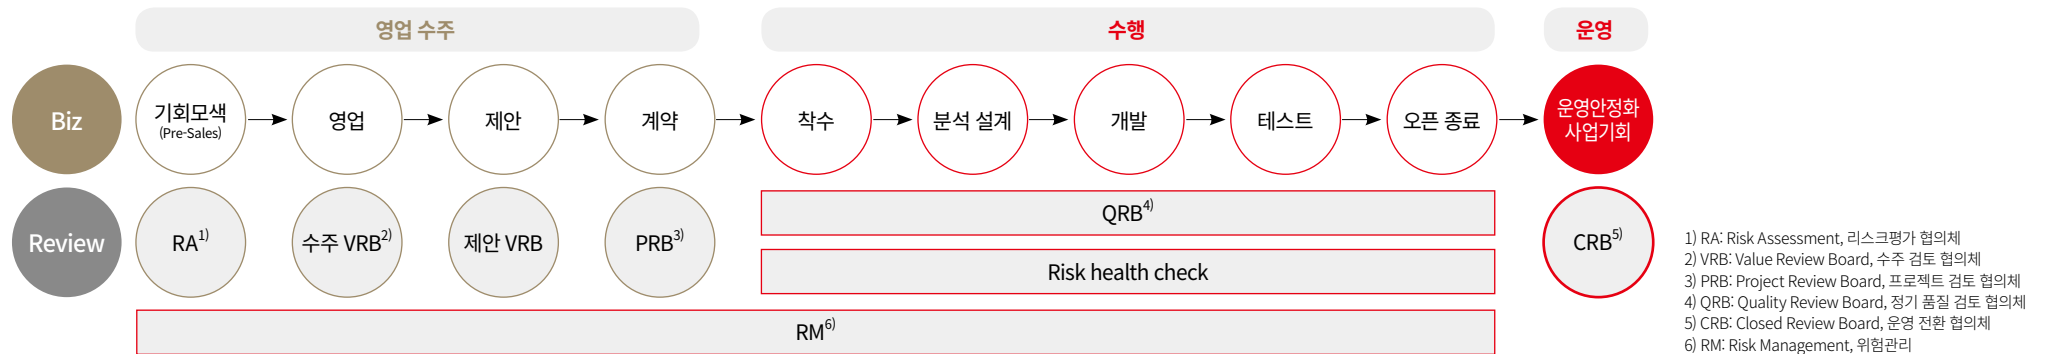 영업 수주
수행
운영
Biz
기회모색
(Pre-Sales)
영업
제안
계약
착수
분석 설계
개발
테스트
오픈 종료
운영안정화
사업기회
Review
RA1)
수주 VRB2)
제안 VRB
PRB3)
QRB4)
Risk health check
CRB5)
RM6)
1) RA: Risk Assessment, 리스크평가 협의체
2) VRB: Value Review Board, 수주 검토 협의체
3) PRB: Project Review Board, 프로젝트 검토 협의체
4) QRB: Quality Review Board, 정기 품질 검토 협의체
5) CRB: Closed Review Board, 운영 전환 협의체
6) RM: Risk Management, 위험관리